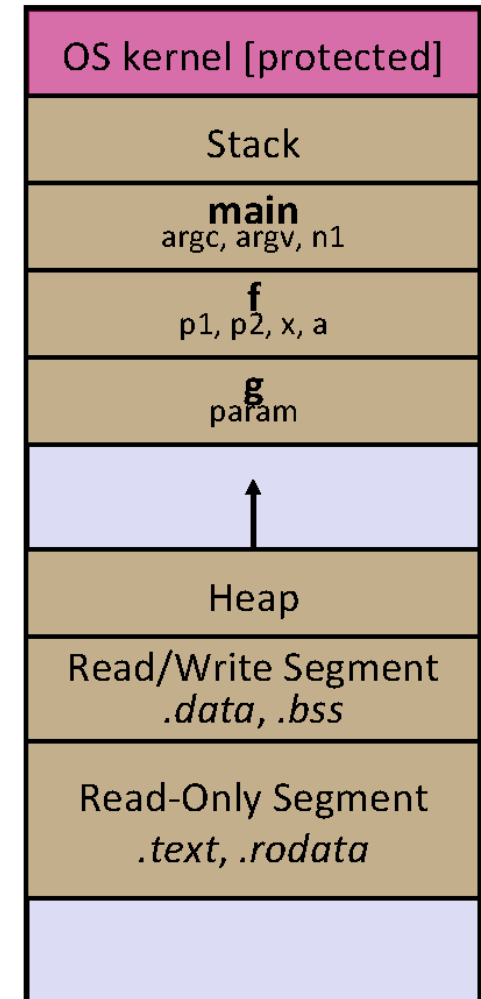 OS kernel [protected]
Stack
main
argc, argv, n1
f
p1, p2, x, a
g
param
Heap
Read/Write Segment
.data, .bss
Read-Only Segment
.text, .rodata